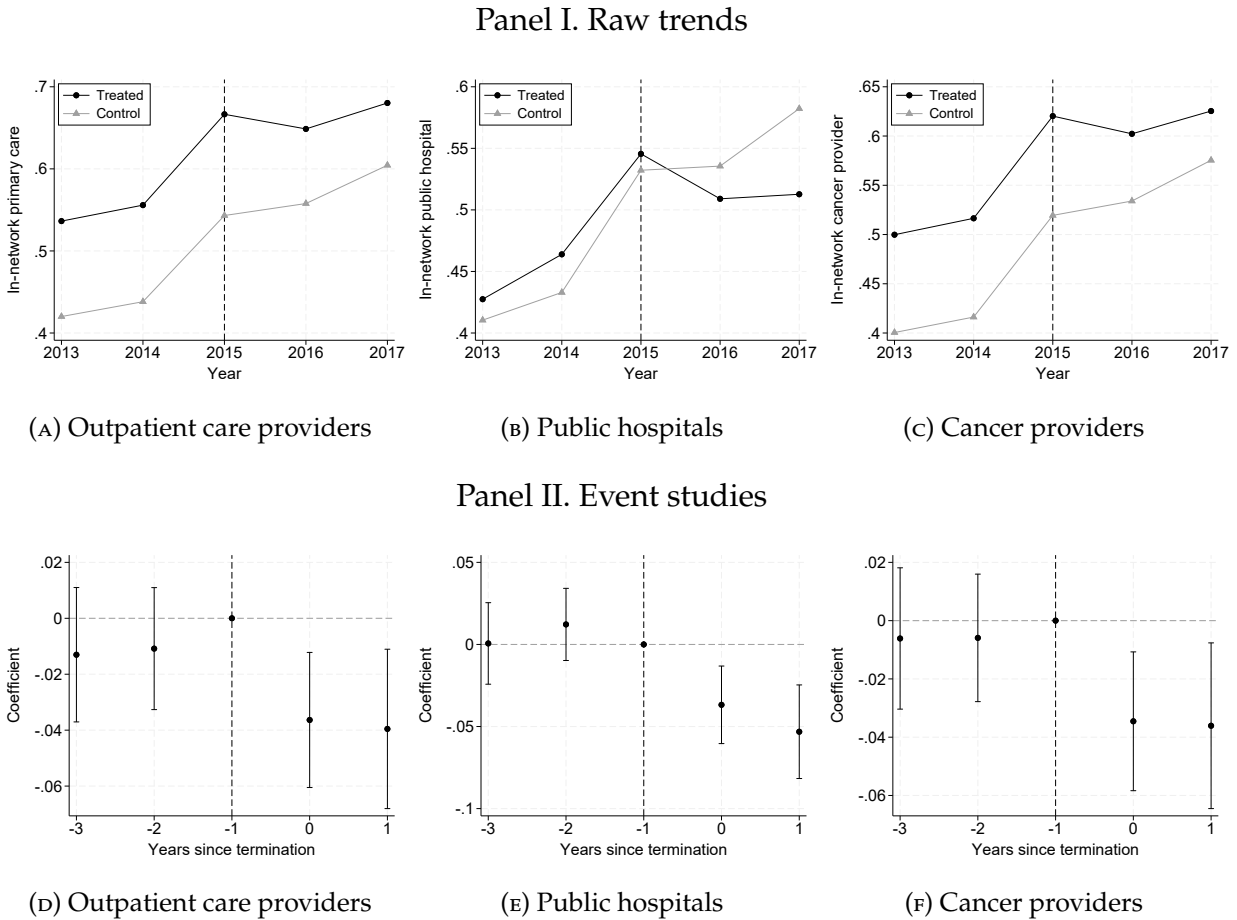 Panel I. Raw trends
In-network primary care
.7
.6
.5
.4
Treated
Control
2013 2014 2015 2016 2017
Year
(A) Outpatient care providers
In-network public hospital
.6
.55
.5
.45
.4
Treated
Control
2013 2014 2015 2016 2017
Year
(B) Public hospitals
In-network cancer provider
.65
.6
.55
.5
.45
.4
Treated
Control
2013 2014 2015 2016 2017
Year
(C) Cancer providers
Panel II. Event studies
Coefficient
.02
0
-.02
-.04
-.06
-3 -2 -1 0 1
Years since termination
(D) Outpatient care providers
Coefficient
.05
0
-.05
-.1
-3 -2 -1 0 1
Years since termination
(E) Public hospitals
Coefficient
.02
0
-.02
-.04
-.06
-3 -2 -1 0 1
Years since termination
(F) Cancer providers